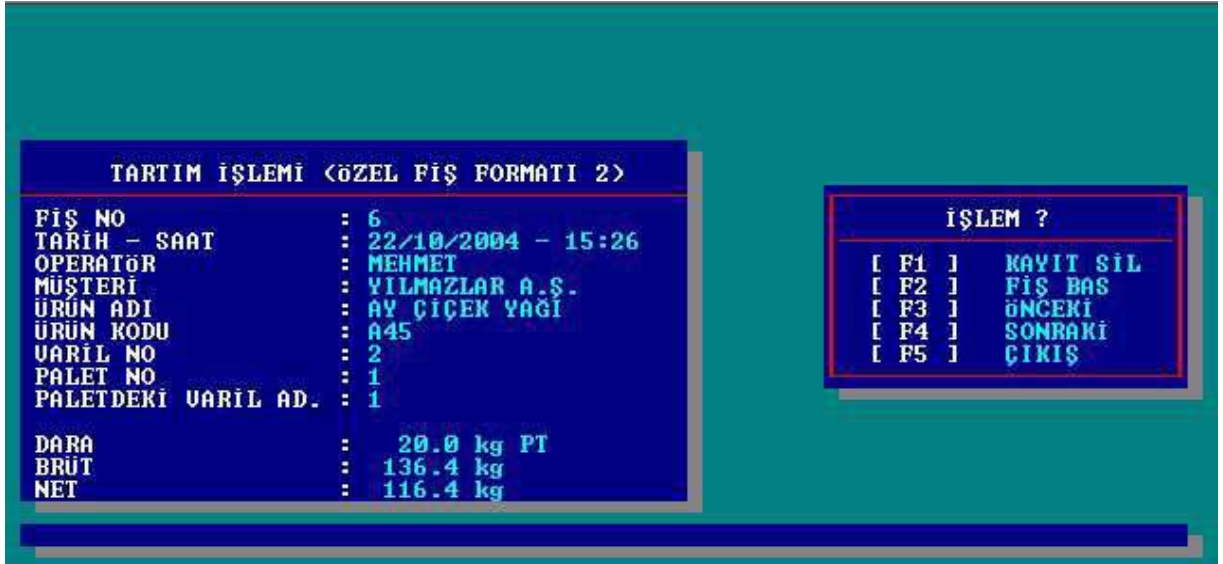 TARTIM İŞLEMİ <ÖZEL FİŞ FORMATI 2>
FİŞ NO : 6
TARİH - SAAT : 22/10/2004 - 15:26
OPERATÖR : MEHMET
MÜŞTERİ : YILMAZLAR A.Ş.
ÜRÜN ADI : AY ÇİÇEK YAĞI
ÜRÜN KODU : A45
VARİL NO : 2
PALET NO : 1
PALETDEKİ VARİL AD. : 1
DARA : 20.0 kg PT
BRÜT : 136.4 kg
NET : 116.4 kg
İŞLEM ?
[ F1 ] KAYIT SİL
[ F2 ] FİŞ BAS
[ F3 ] ÖNCEKİ
[ F4 ] SONRAKİ
[ F5 ] ÇIKIŞ